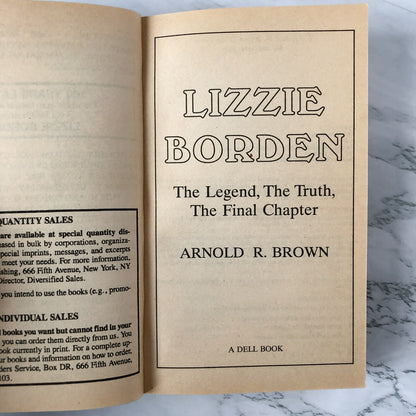 QUANTITY SALES
are available at special quantity dis-
ased in bulk by corporations, organiza-
special imprints, messages, and excerpts
meet your needs. For more information,
shing, 666 Fifth Avenue, New York, NY
Director, Diversified Sales.
you intend to use the books (e.g., promo-
NDIVIDUAL SALES
l books you want but cannot find in your
you can order them directly from us. You
ook currently in print. For a complete up-
r books and information on how to order,
ders Service, Box DR, 666 Fifth Avenue,
103.
LIZZIE
BORDEN
The Legend, The Truth,
The Final Chapter
ARNOLD R. BROWN
A DELL BOOK